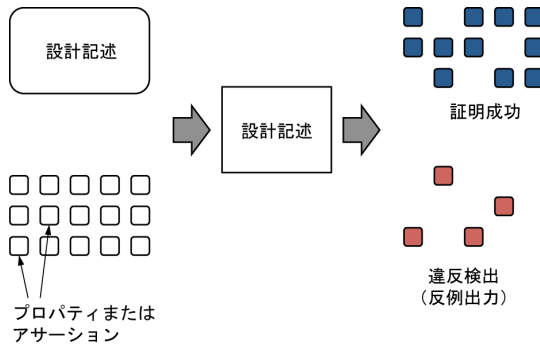 設計記述
設計記述
証明成功
違反検出
（反例出力）
プロパティまたは
アサーション